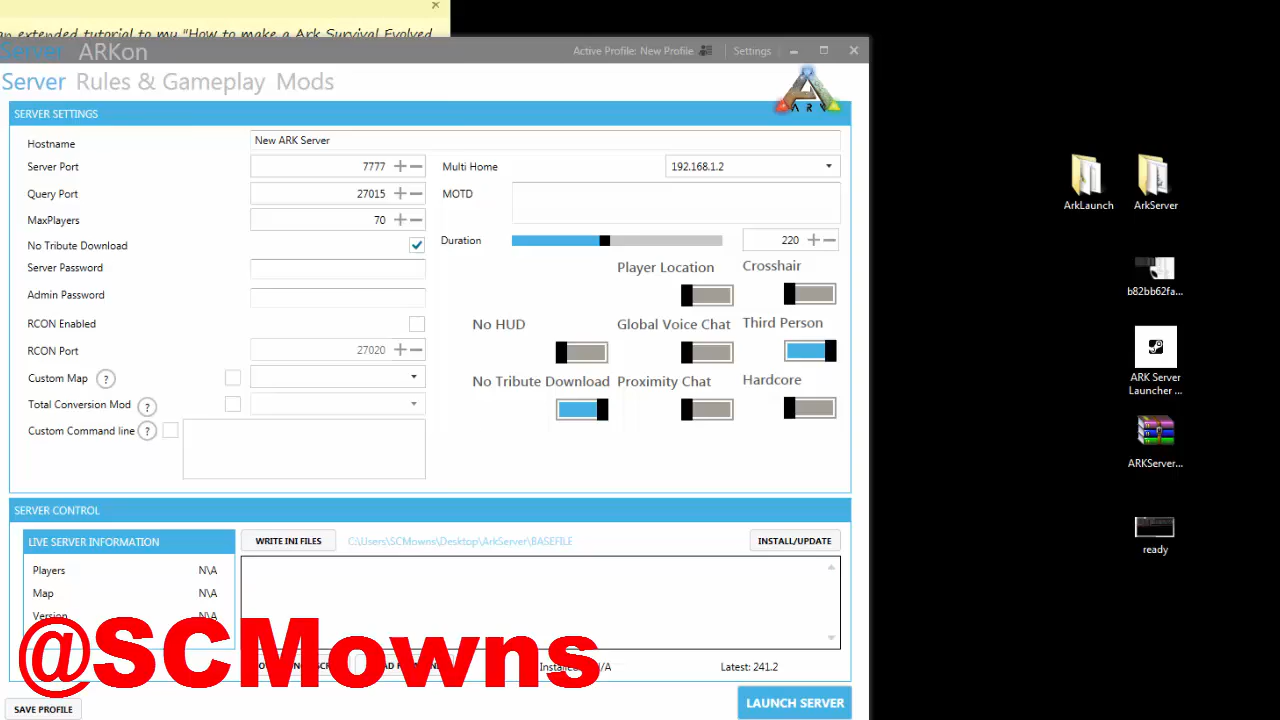 an extended tutorial to my "How to make a Ark Survival Evolved
Server ARKon
Active Profile: New Profile
Settings
Server Rules & Gameplay Mods
ARK
SERVER SETTINGS
Hostname New ARK Server
Server Port 7777
Multi Home 192.168.1.2
Query Port 27015
MOTD
MaxPlayers 70
No Tribute Download
Duration 220
Server Password
Player Location Crosshair
Admin Password
RCON Enabled
No HUD Global Voice Chat Third Person
RCON Port 27020
Custom Map ?
No Tribute Download Proximity Chat Hardcore
Total Conversion Mod ?
Custom Command line ?
SERVER CONTROL
LIVE SERVER INFORMATION
WRITE INI FILES C:\Users\SCMowns\Desktop\ArkServer\BASEFILE INSTALL/UPDATE
Players N\A
Map N\A
Version N\A
@SCMowns
Latest: 241.2
SAVE PROFILE
LAUNCH SERVER
ArkLaunch
ArkServer
b82bb62fa...
ARK Server
Launcher ...
ARKServer...
ready